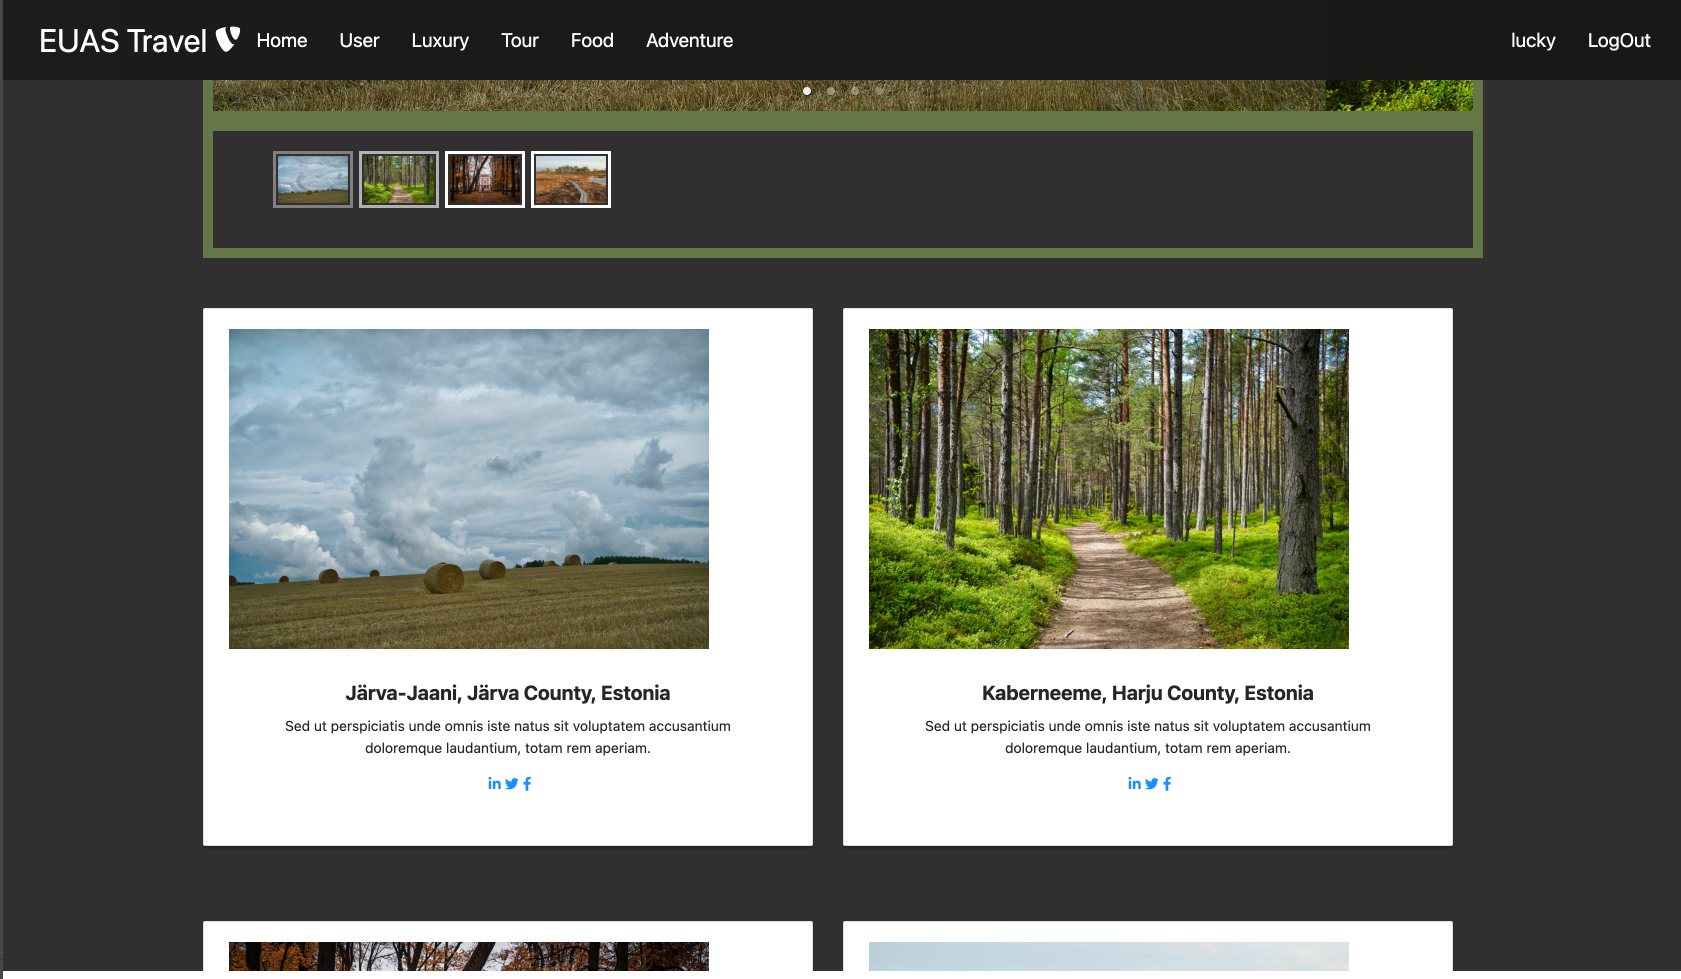 EUAS Travel Home User Luxury Tour Food Adventure lucky LogOut
Järva-Jaani, Järva County, Estonia
Sed ut perspiciatis unde omnis iste natus sit voluptatem accusantium
doloremque laudantium, totam rem aperiam.
in
Kaberneeme, Harju County, Estonia
Sed ut perspiciatis unde omnis iste natus sit voluptatem accusantium
doloremque laudantium, totam rem aperiam.
in